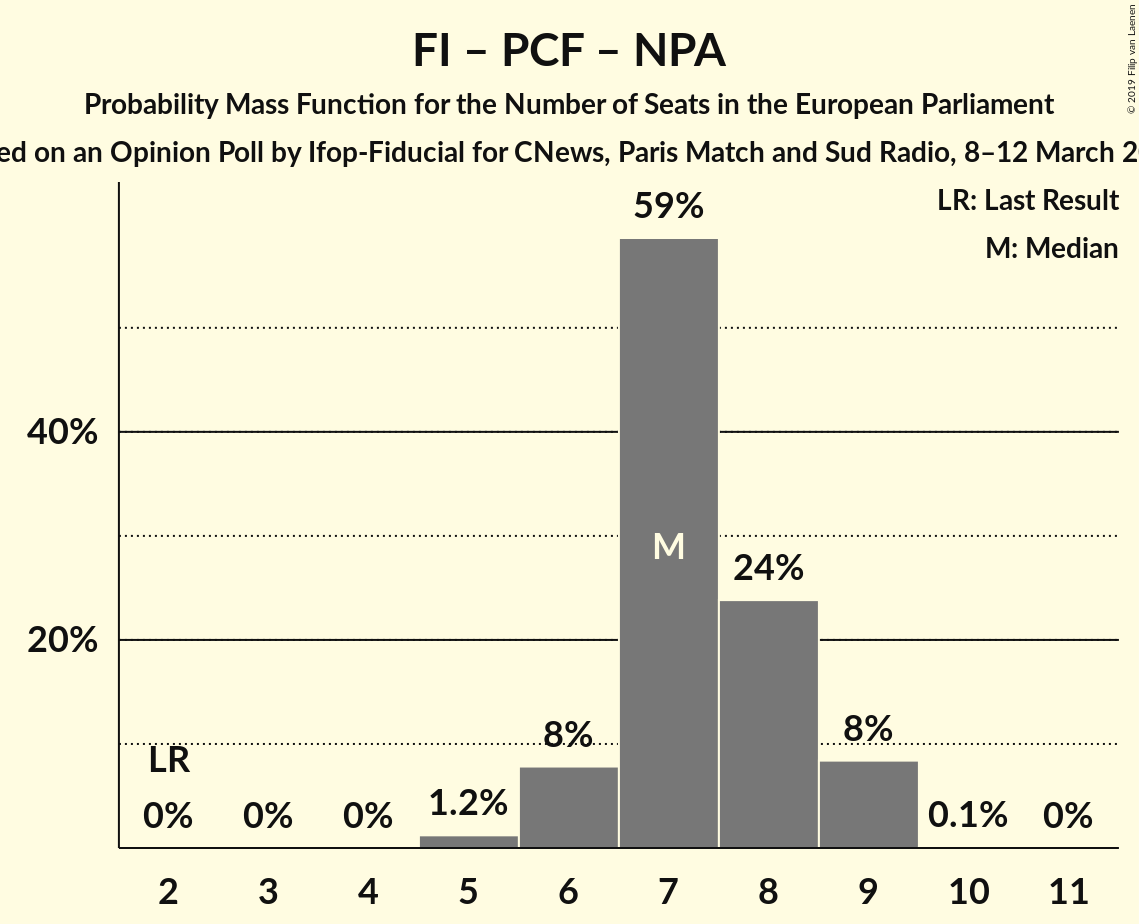 FI – PCF – NPA
Probability Mass Function for the Number of Seats in the European Parliament
on an Opinion Poll by Ifop-Fiducial for CNews, Paris Match and Sud Radio, 8–12 March
© 2019 Filip van Laenen
LR: Last Result
M: Median
59%
40%
M
24%
20%
8%
8%
LR
1.2%
0% 0% 0% 0.1% 0%
2 3 4 5 6 7 8 9 10 11